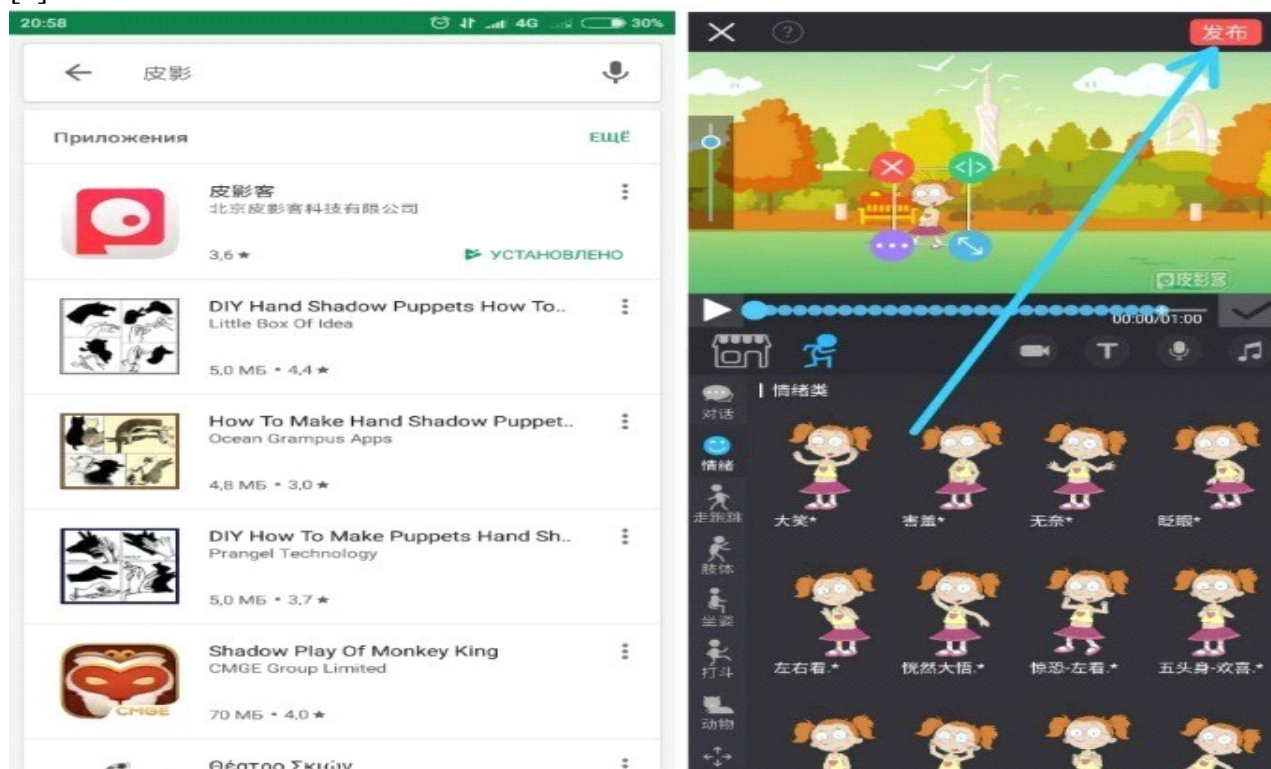 20:58
4G
30%
皮影
Приложения
ЕЩЁ
皮影客
北京皮影客科技有限公司
3,6 ★
УСТАНОВЛЕНО
DIY Hand Shadow Puppets How To..
Little Box Of Idea
5,0 МБ • 4,4 ★
How To Make Hand Shadow Puppet..
Ocean Grampus Apps
4,8 МБ • 3,0 ★
DIY How To Make Puppets Hand Sh..
Prangel Technology
5,0 МБ • 3,7 ★
Shadow Play Of Monkey King
CMGE Group Limited
CMGE
70 МБ • 4,0 ★
?
发布
皮影客
00:00/01:00
T
情绪类
对话
情绪
走跑跳
肢体
坐姿
打斗
动物
大笑*
害羞*
无奈*
眨眼*
左右看.*
恍然大悟.*
惊恐-左看.*
五头身-欢喜.*